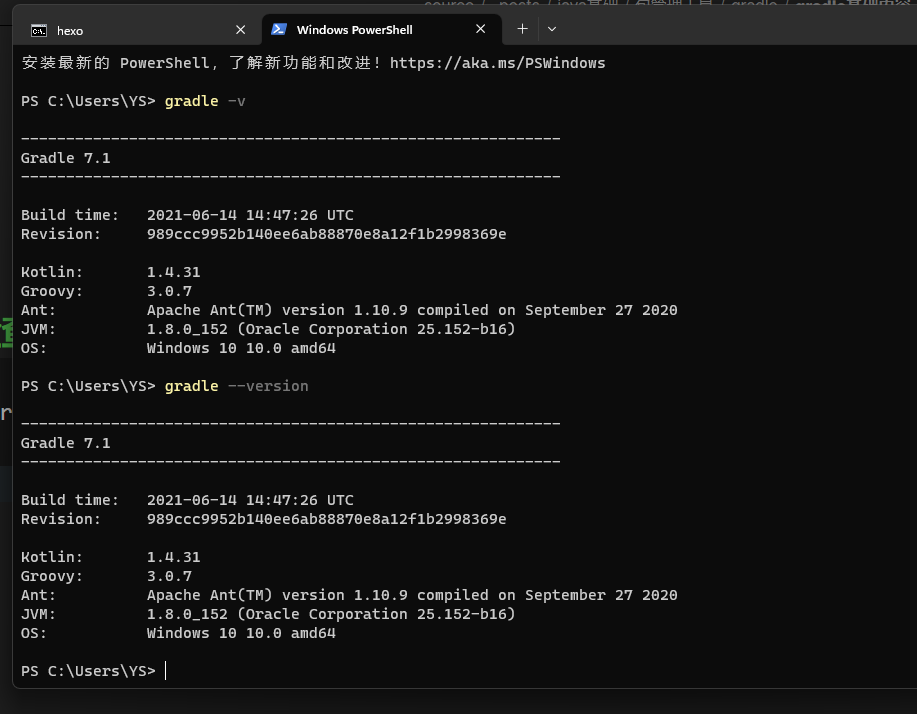 hexo
Windows PowerShell
安装最新的 PowerShell，了解新功能和改进！https://aka.ms/PSWindows
PS C:\Users\YS> gradle -v
------------------------------------------------------------
Gradle 7.1
------------------------------------------------------------
Build time:   2021-06-14 14:47:26 UTC
Revision:     989ccc9952b140ee6ab88870e8a12f1b2998369e
Kotlin:       1.4.31
Groovy:       3.0.7
Ant:          Apache Ant(TM) version 1.10.9 compiled on September 27 2020
JVM:          1.8.0_152 (Oracle Corporation 25.152-b16)
OS:           Windows 10 10.0 amd64
PS C:\Users\YS> gradle --version
------------------------------------------------------------
Gradle 7.1
------------------------------------------------------------
Build time:   2021-06-14 14:47:26 UTC
Revision:     989ccc9952b140ee6ab88870e8a12f1b2998369e
Kotlin:       1.4.31
Groovy:       3.0.7
Ant:          Apache Ant(TM) version 1.10.9 compiled on September 27 2020
JVM:          1.8.0_152 (Oracle Corporation 25.152-b16)
OS:           Windows 10 10.0 amd64
PS C:\Users\YS>